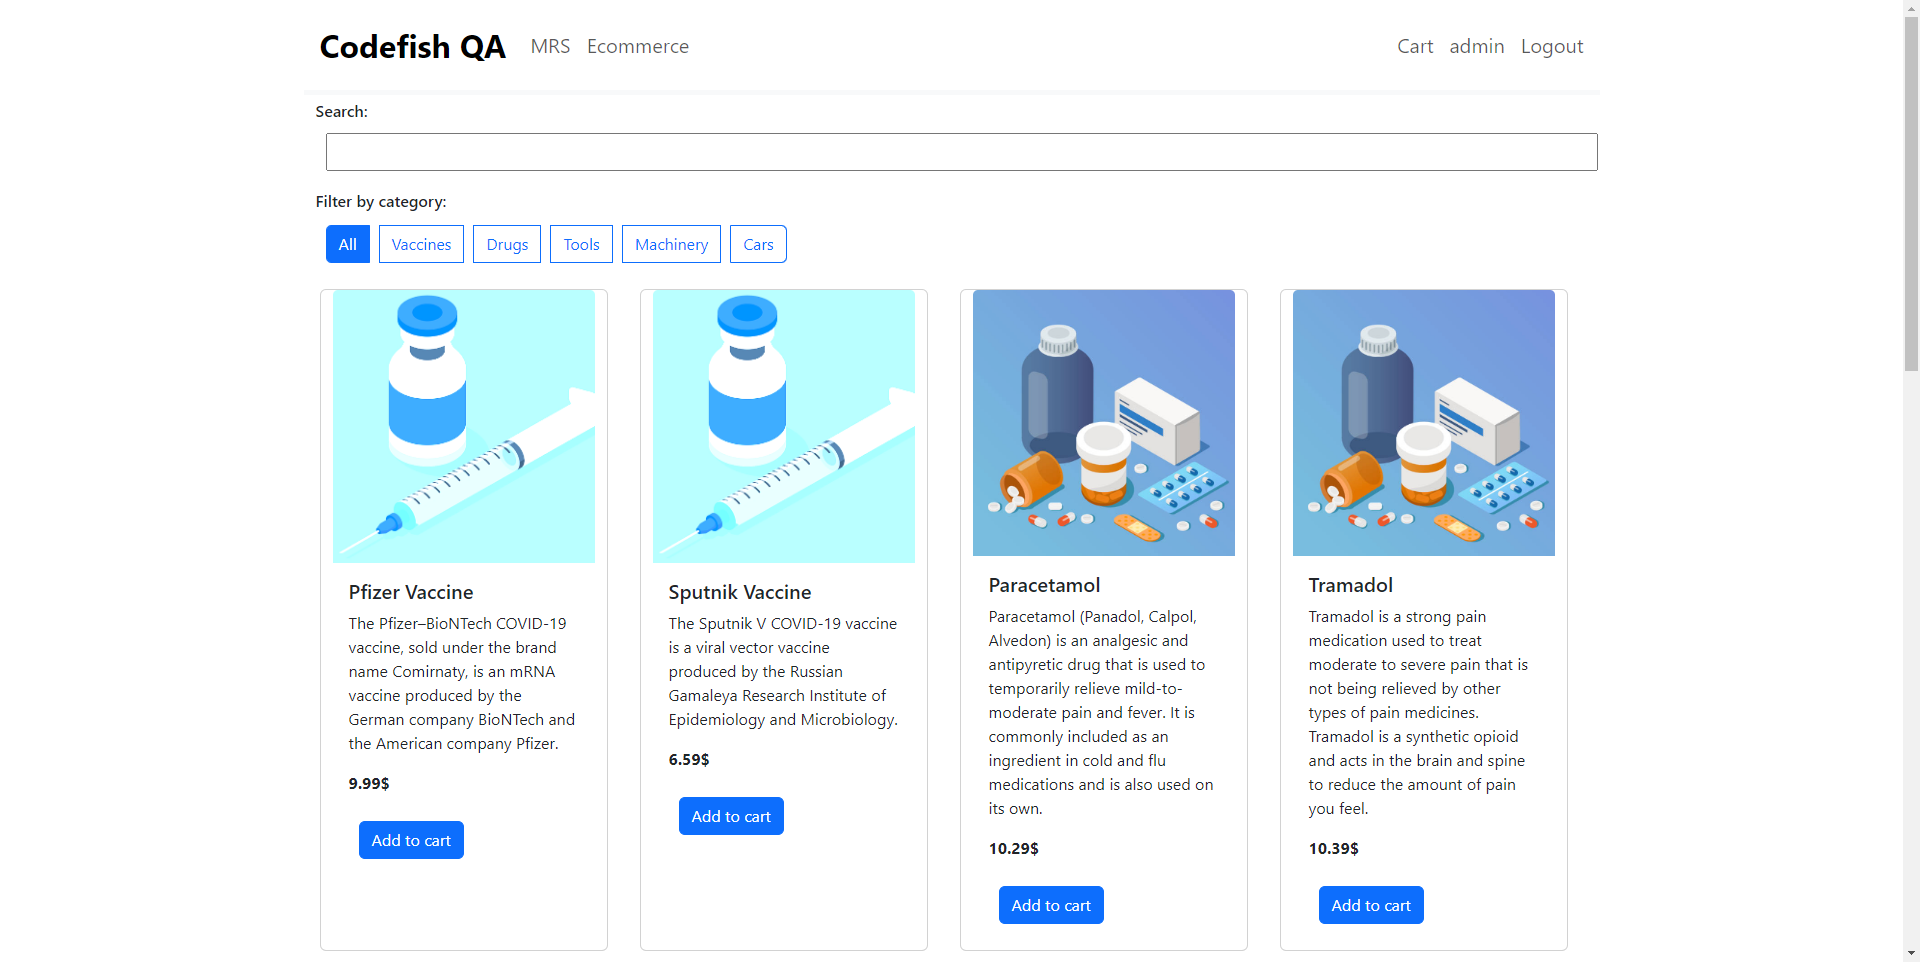 Codefish QA MRS Ecommerce Cart admin Logout
Search:
Filter by category:
All Vaccines Drugs Tools Machinery Cars
Pfizer Vaccine
The Pfizer–BioNTech COVID-19
vaccine, sold under the brand
name Comirnaty, is an mRNA
vaccine produced by the
German company BioNTech and
the American company Pfizer.
9.99$
Add to cart
Sputnik Vaccine
The Sputnik V COVID-19 vaccine
is a viral vector vaccine
produced by the Russian
Gamaleya Research Institute of
Epidemiology and Microbiology.
6.59$
Add to cart
Paracetamol
Paracetamol (Panadol, Calpol,
Alvedon) is an analgesic and
antipyretic drug that is used to
temporarily relieve mild-to-
moderate pain and fever. It is
commonly included as an
ingredient in cold and flu
medications and is also used on
its own.
10.29$
Add to cart
Tramadol
Tramadol is a strong pain
medication used to treat
moderate to severe pain that is
not being relieved by other
types of pain medicines.
Tramadol is a synthetic opioid
and acts in the brain and spine
to reduce the amount of pain
you feel.
10.39$
Add to cart